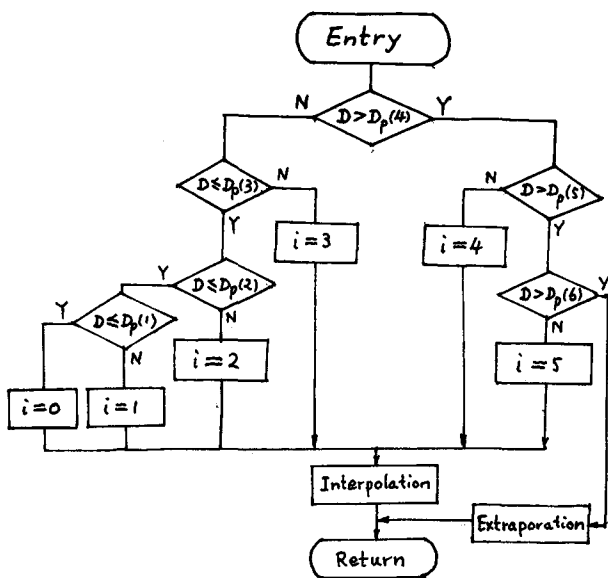 Entry
N
D>Dp(4)
Y
D≤Dp(3)
N
N
D>Dp(5)
Y
i=3
i=4
Y
Y
D≤Dp(2)
D>Dp(6)
Y
Y
D≤Dp(1)
N
N
N
i=2
i=5
i=0
i=1
Interpolation
Extraporation
Return